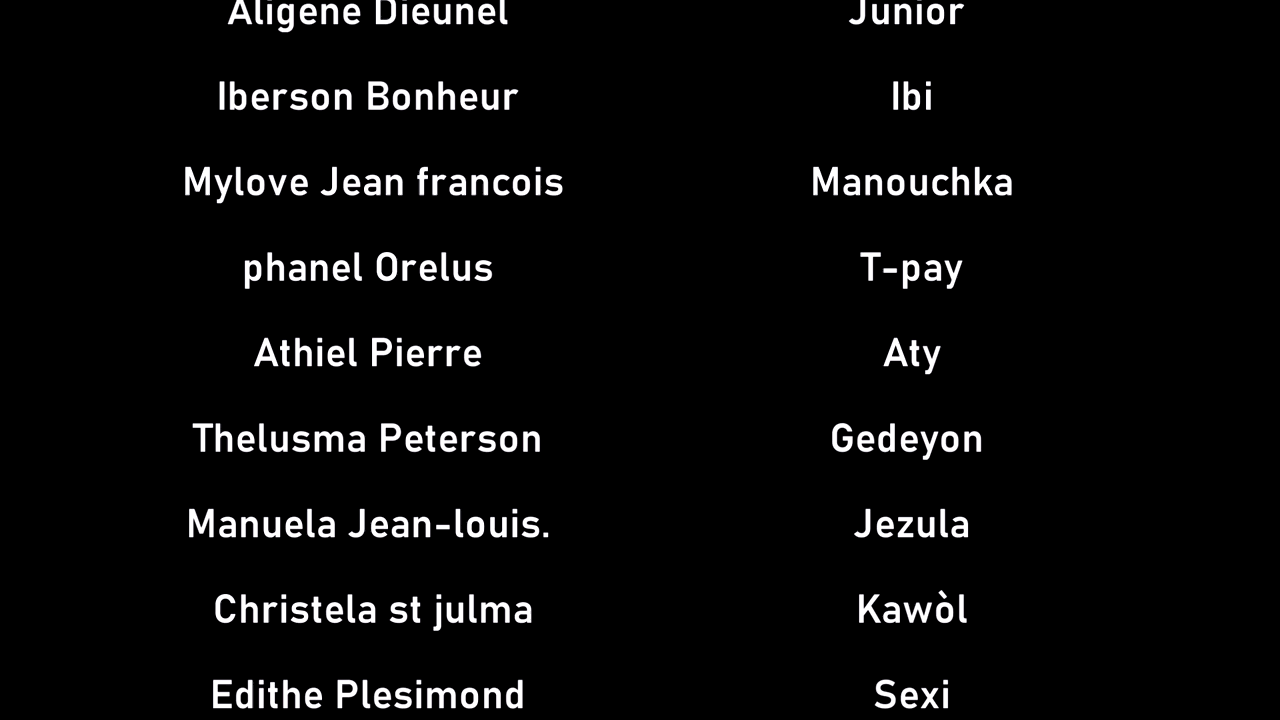 Aligene Dieunel Junior
Iberson Bonheur Ibi
Mylove Jean francois Manouchka
phanel Orelus T-pay
Athiel Pierre Aty
Thelusma Peterson Gedeyon
Manuela Jean-louis. Jezula
Christela st julma Kawòl
Edithe Plesimond Sexi